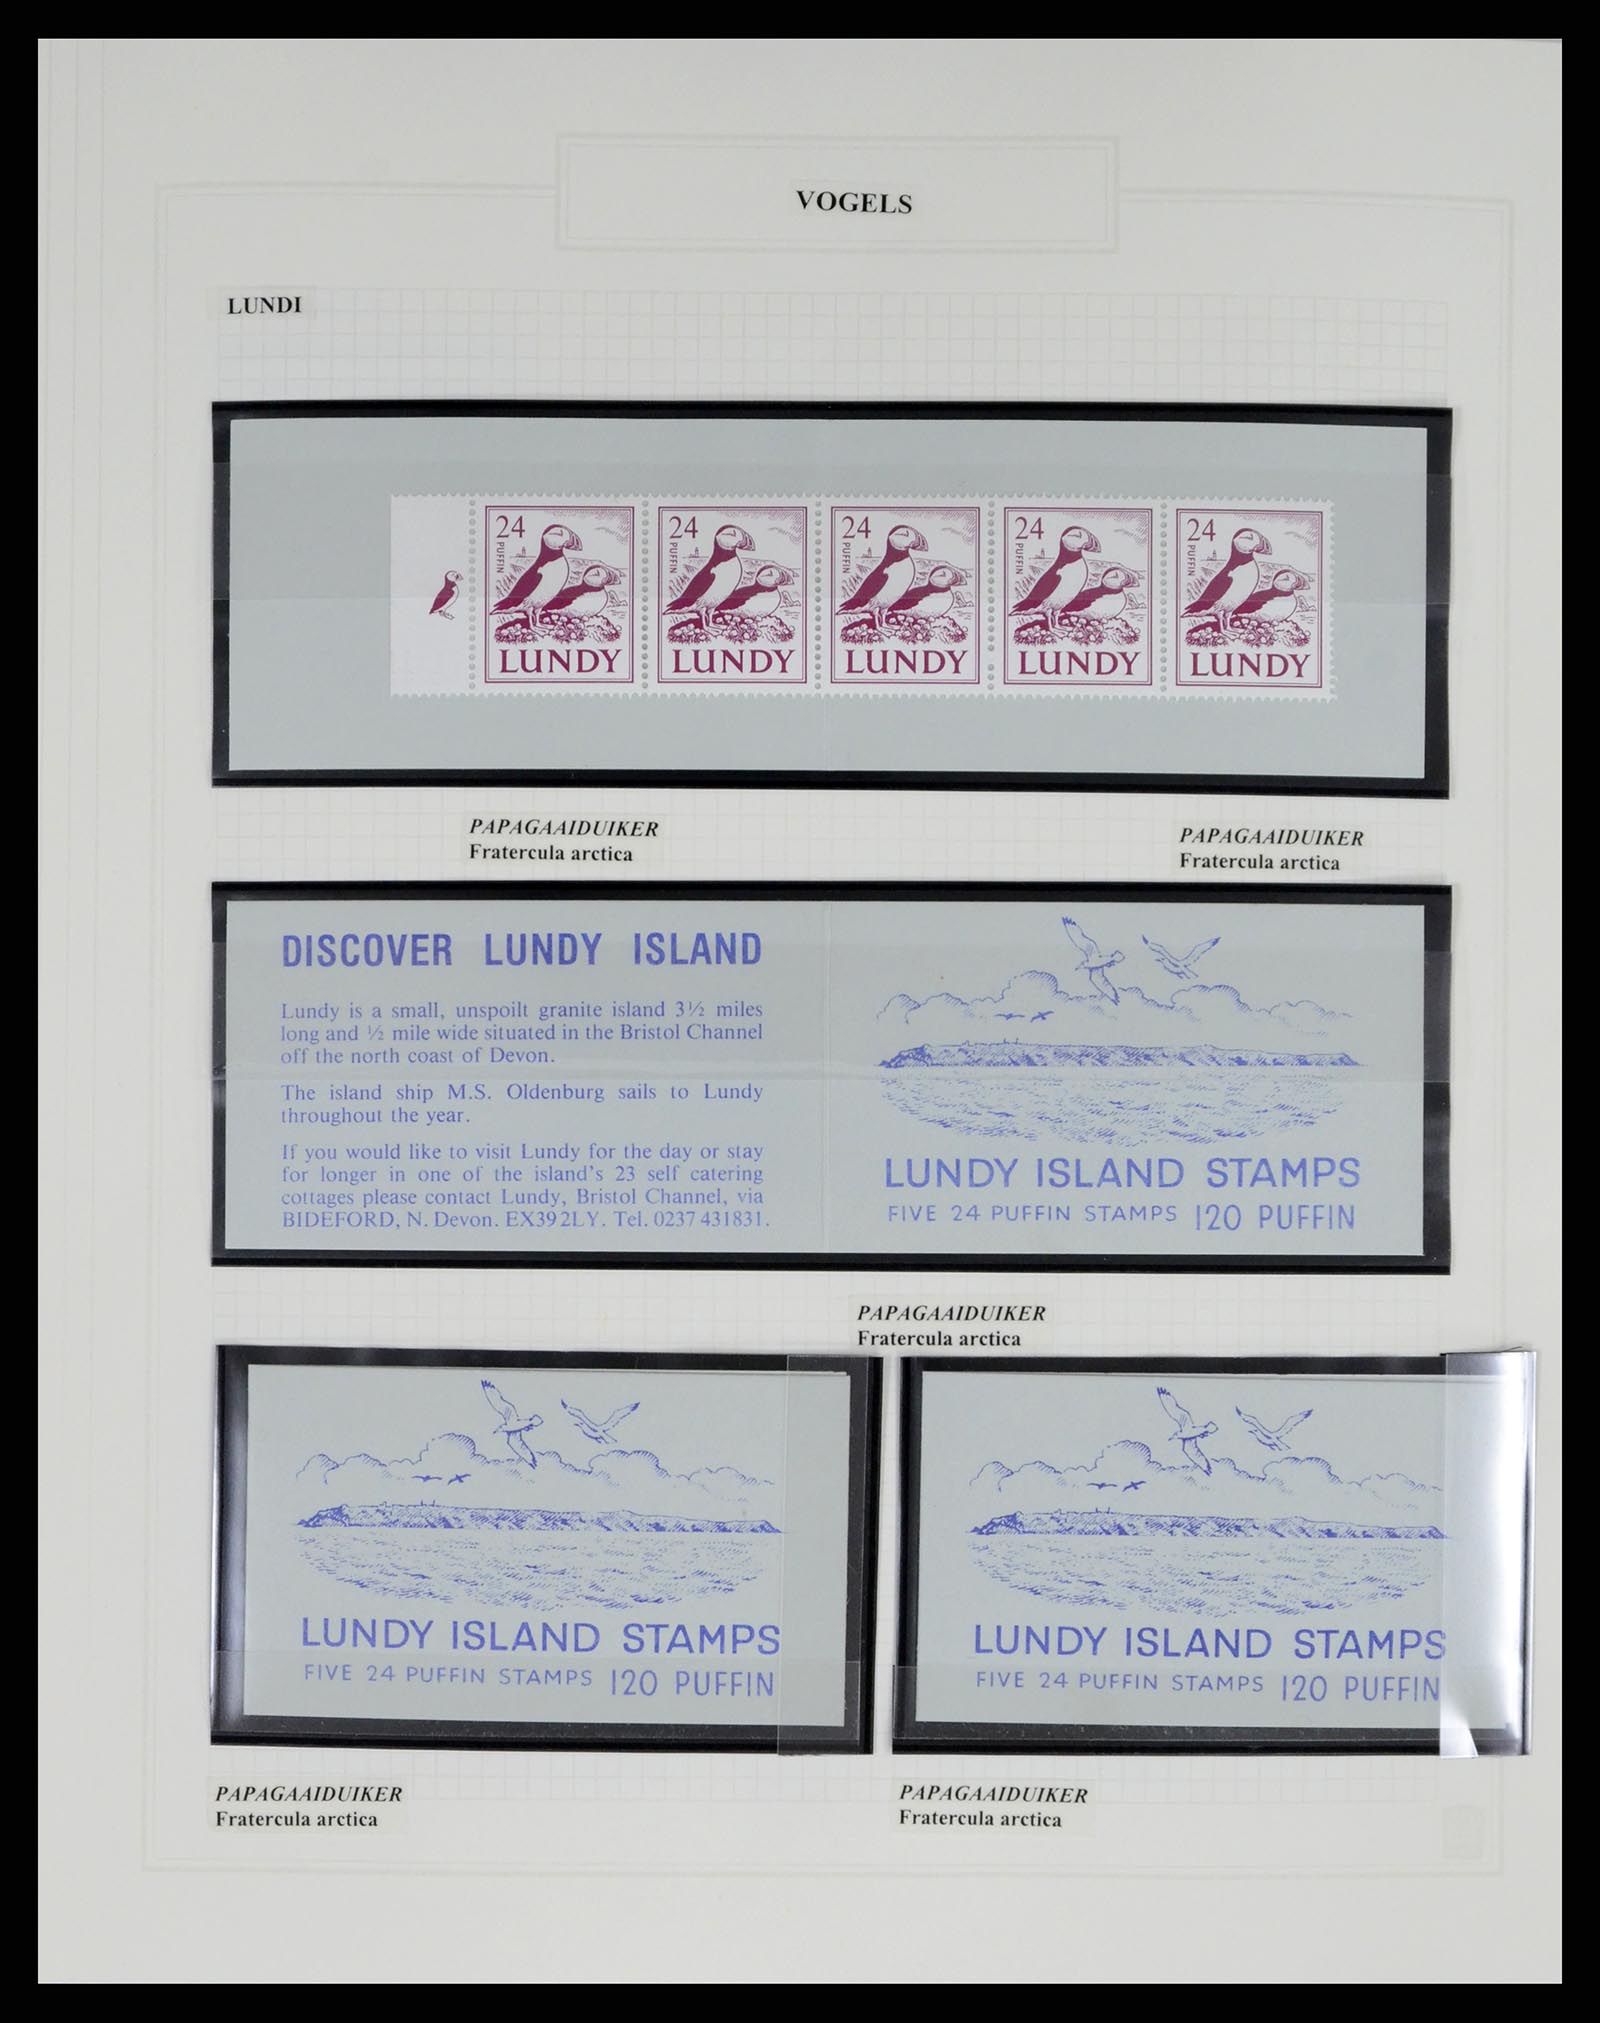 VOGELS
LUNDI
24 24 24 24 24
PUFFIN PUFFIN PUFFIN PUFFIN PUFFIN
LUNDY LUNDY LUNDY LUNDY LUNDY
PAPAGAAIDUIKER
Fratercula arctica
PAPAGAAIDUIKER
Fratercula arctica
DISCOVER LUNDY ISLAND
Lundy is a small, unspoilt granite island 3½ miles
long and ½ mile wide situated in the Bristol Channel
off the north coast of Devon.
The island ship M.S. Oldenburg sails to Lundy
throughout the year.
If you would like to visit Lundy for the day or stay
for longer in one of the island's 23 self catering
cottages please contact Lundy, Bristol Channel, via
BIDEFORD, N. Devon. EX39 2LY. Tel. 0237 431831.
LUNDY ISLAND STAMPS
FIVE 24 PUFFIN STAMPS 120 PUFFIN
PAPAGAAIDUIKER
Fratercula arctica
LUNDY ISLAND STAMPS
FIVE 24 PUFFIN STAMPS 120 PUFFIN
LUNDY ISLAND STAMPS
FIVE 24 PUFFIN STAMPS 120 PUFFIN
PAPAGAAIDUIKER
Fratercula arctica
PAPAGAAIDUIKER
Fratercula arctica